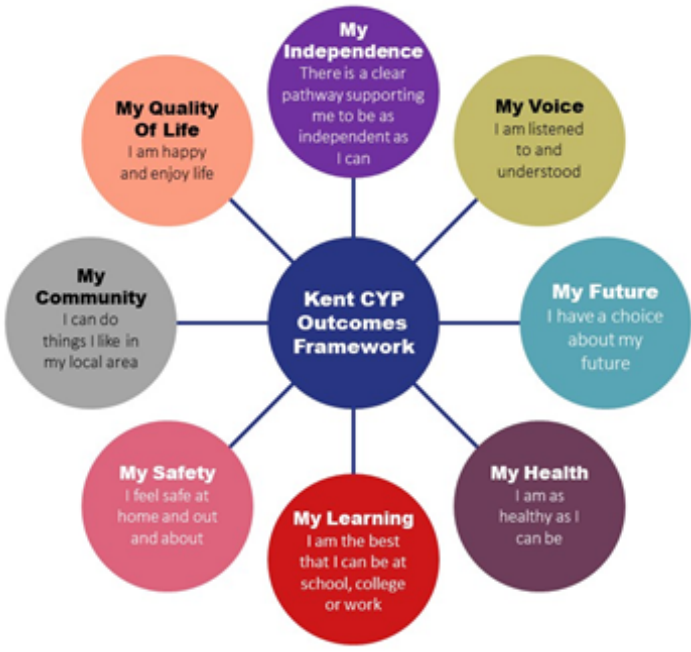 My
Independence
There is a clear
pathway supporting
me to be as
independent as
I can
My Voice
I am listened
to and
understood
My Future
I have a choice
about my
future
My Health
I am as
healthy as I
can be
My Learning
I am the best
that I can be at
school, college
or work
My Safety
I feel safe at
home and out
and about
My
Community
I can do
things I like in
my local area
My Quality
Of Life
I am happy
and enjoy life
Kent CYP
Outcomes
Framework